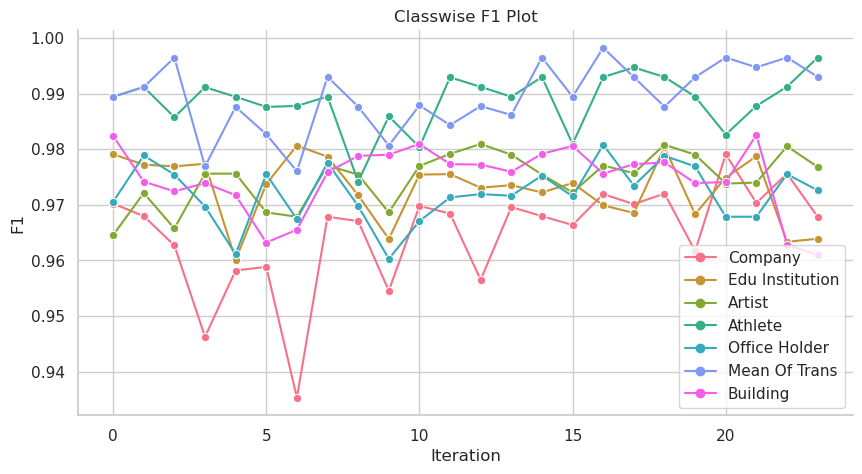 Classwise F1 Plot
1.00
0.99
0.98
0.97
0.96
0.95
0.94
F1
0
5
10
15
20
Iteration
Company
Edu Institution
Artist
Athlete
Office Holder
Mean Of Trans
Building